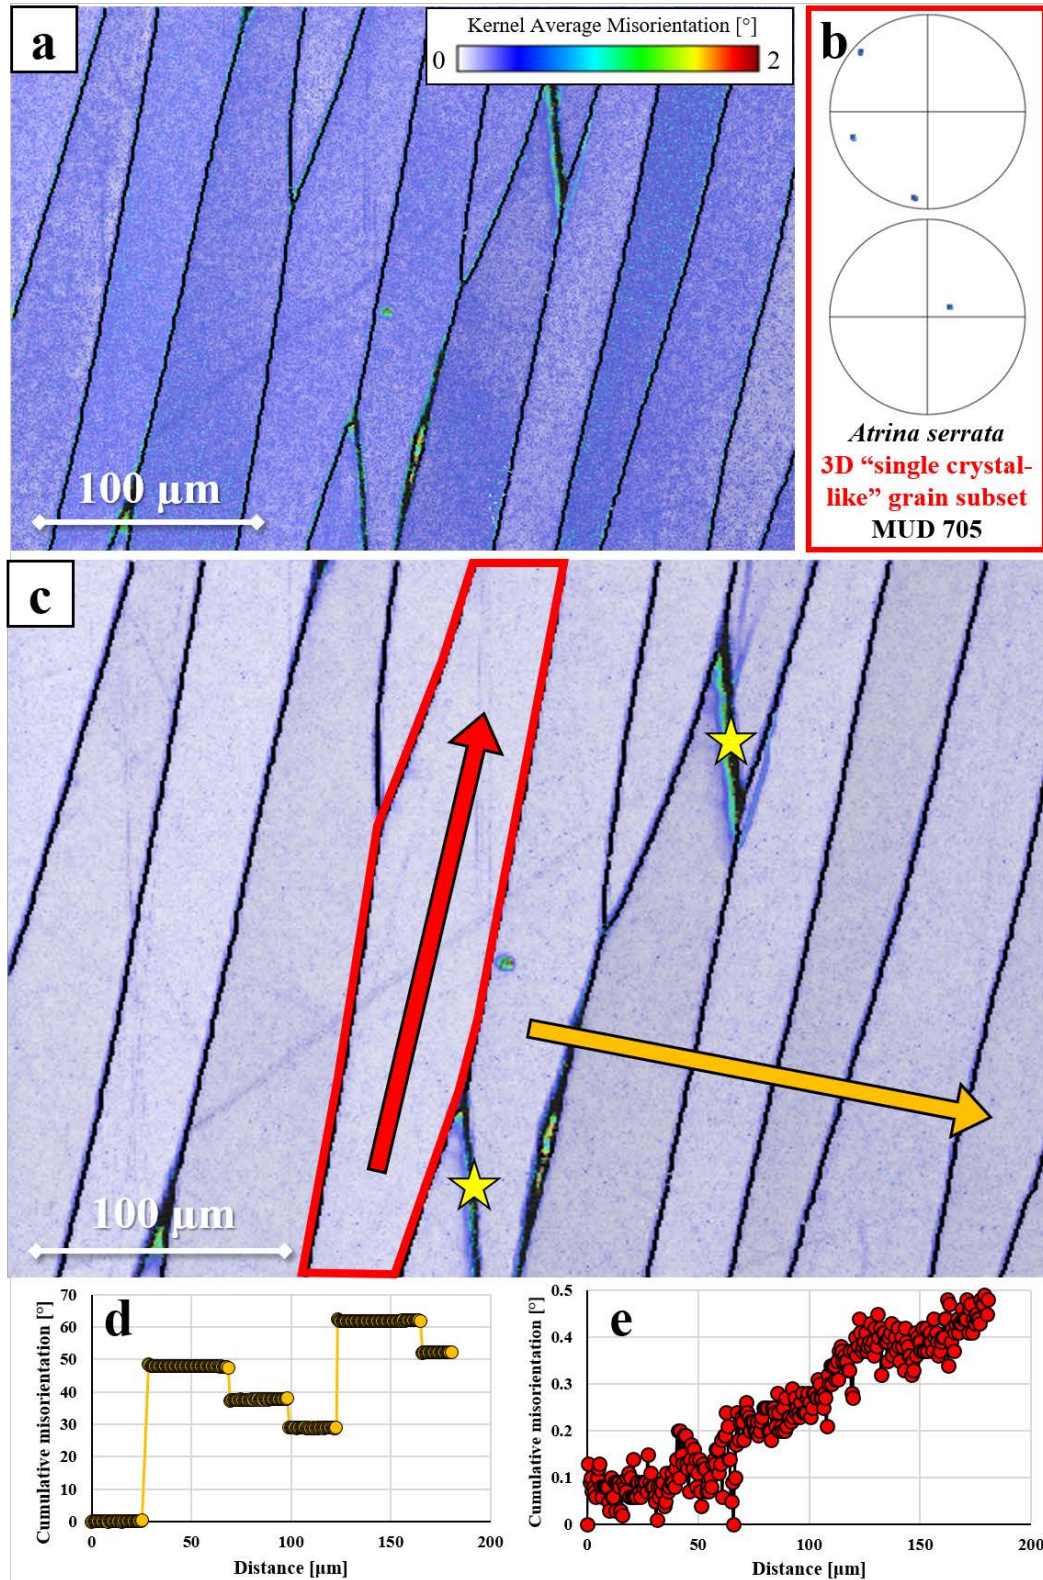 a
Kernel Average Misorientation [°]
0
2
100 µm
b
Atrina serrata
3D “single crystal-
like” grain subset
MUD 705
c
100 µm
d
Cumulative misorientation [°]
70
60
50
40
30
20
10
0
0 50 100 150 200
Distance [µm]
e
Cumulative misorientation [°]
0.5
0.4
0.3
0.2
0.1
0
0 50 100 150 200
Distance [µm]